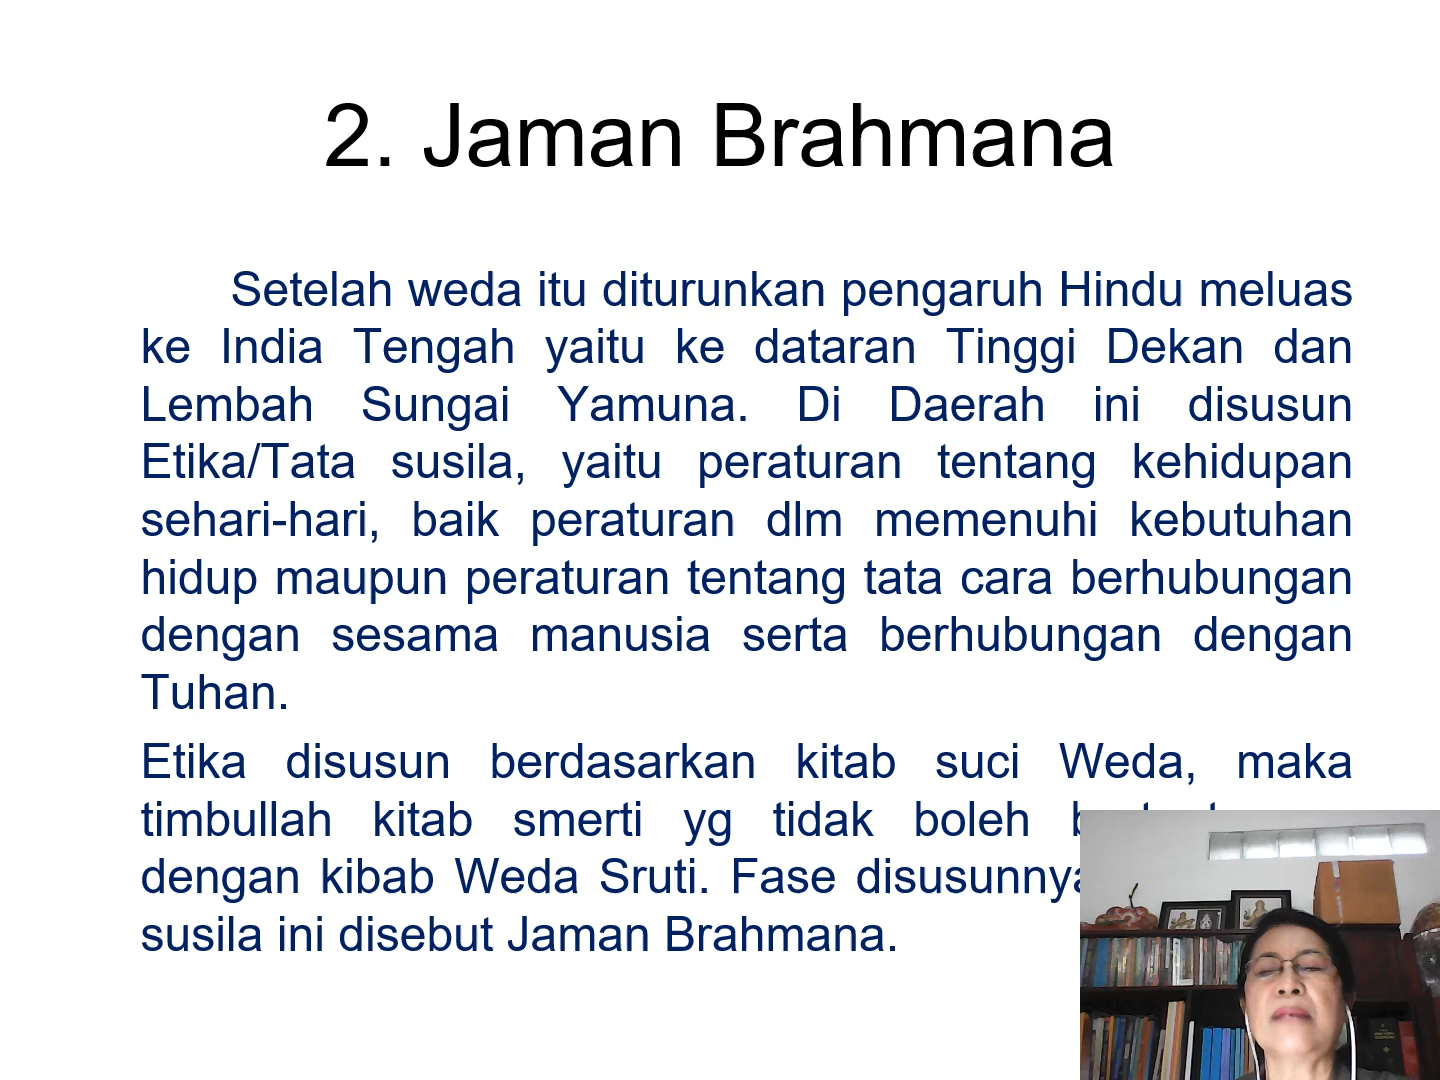 2. Jaman Brahmana
Setelah weda itu diturunkan pengaruh Hindu meluas
ke India Tengah yaitu ke dataran Tinggi Dekan dan
Lembah Sungai Yamuna. Di Daerah ini disusun
Etika/Tata susila, yaitu peraturan tentang kehidupan
sehari-hari, baik peraturan dlm memenuhi kebutuhan
hidup maupun peraturan tentang tata cara berhubungan
dengan sesama manusia serta berhubungan dengan
Tuhan.
Etika disusun berdasarkan kitab suci Weda, maka
timbullah kitab smerti yg tidak boleh
dengan kibab Weda Sruti. Fase disusunnya
susila ini disebut Jaman Brahmana.